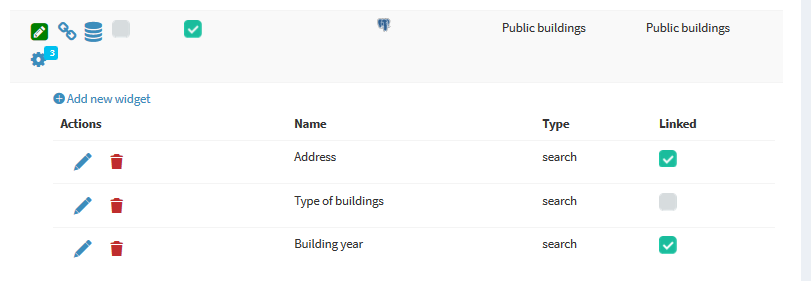 Public buildings Public buildings
3
Add new widget
Actions Name Type Linked
Address search
Type of buildings search
Building year search